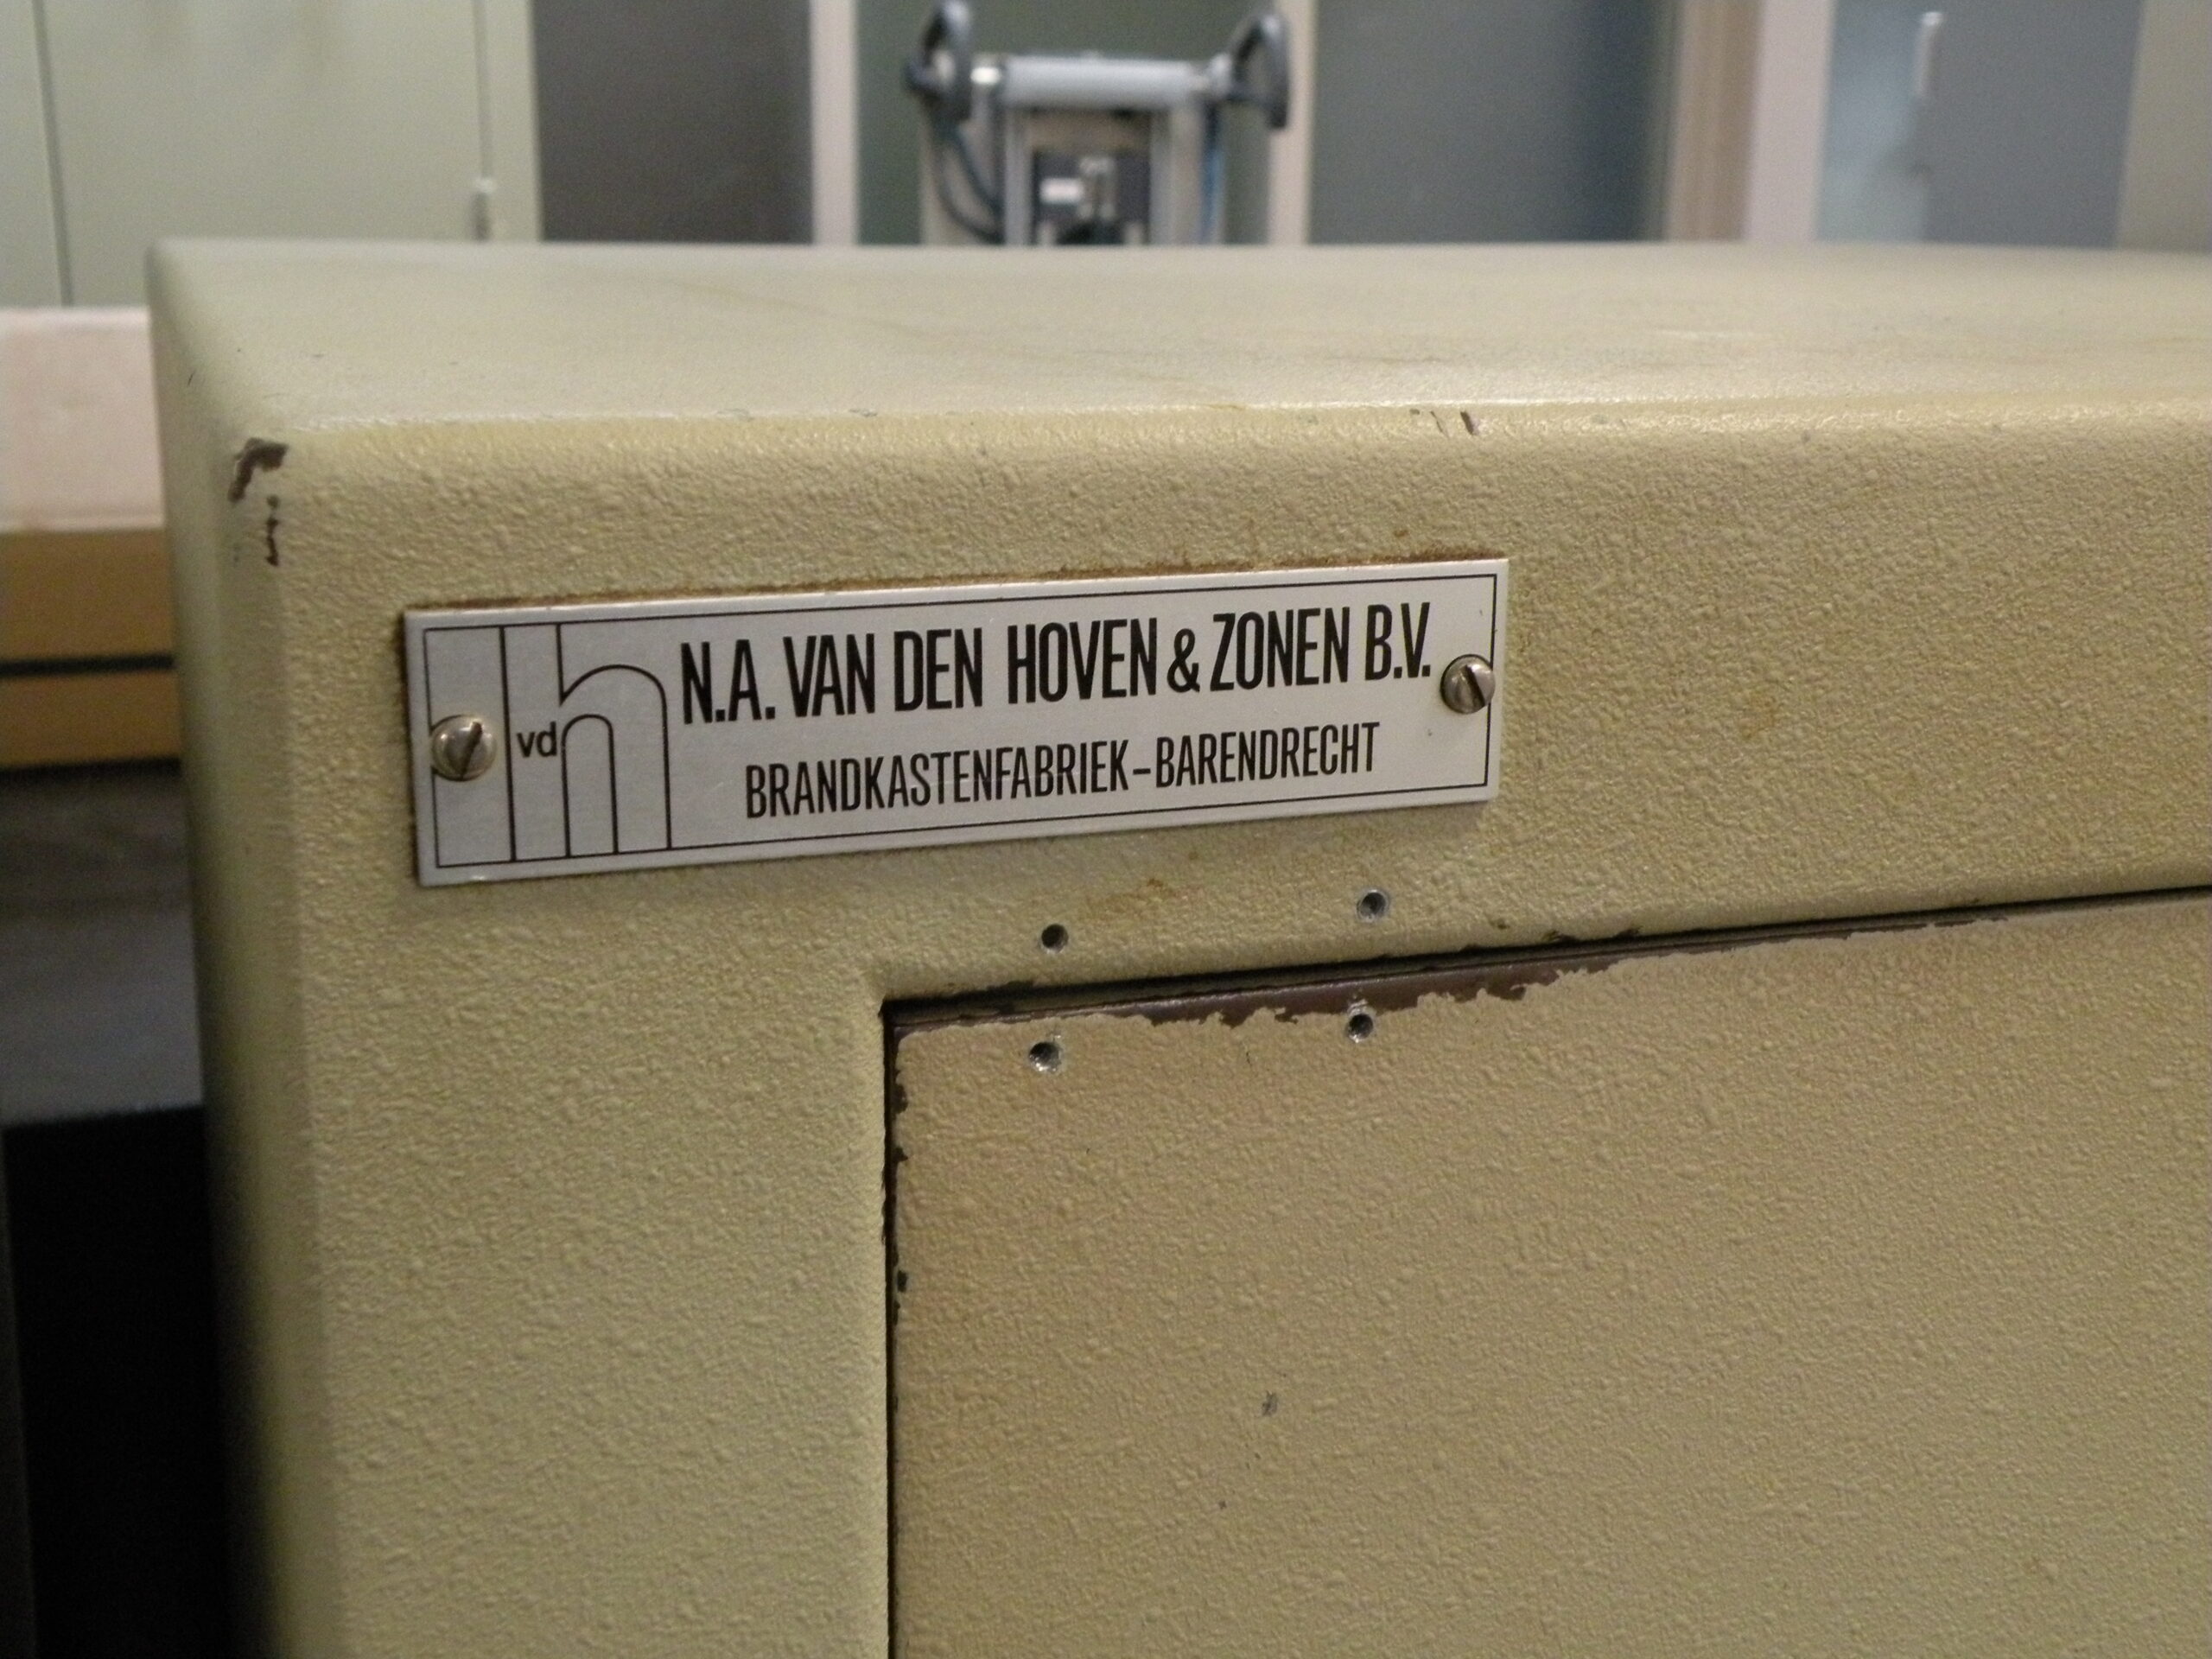 vd
N.A. VAN DEN HOVEN & ZONEN B.V.
BRANDKASTENFABRIEK-BARENDRECHT